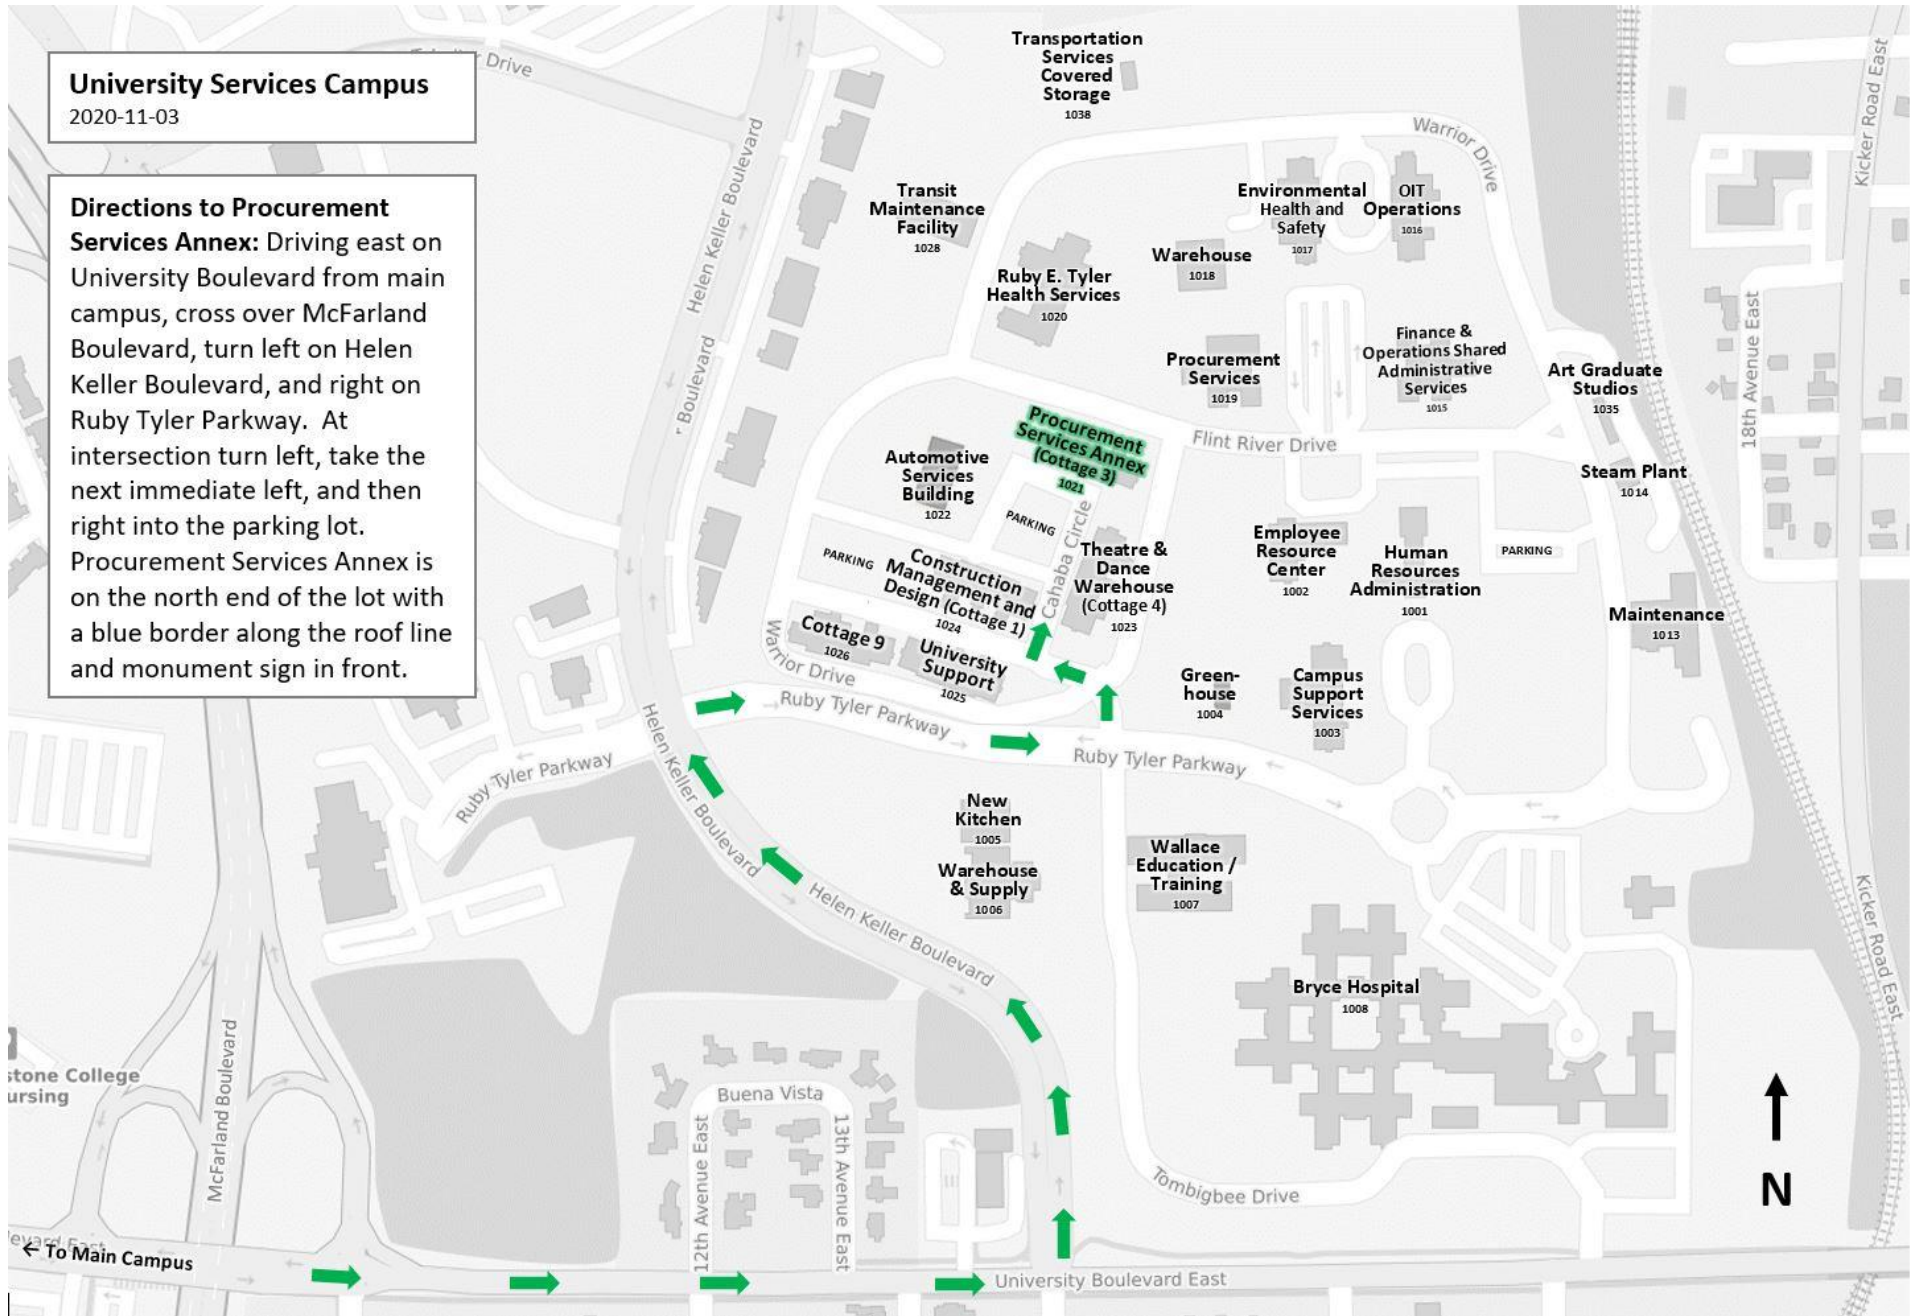 University Services Campus
2020-11-03
Directions to Procurement
Services Annex: Driving east on
University Boulevard from main
campus, cross over McFarland
Boulevard, turn left on Helen
Keller Boulevard, and right on
Ruby Tyler Parkway. At
intersection turn left, take the
next immediate left, and then
right into the parking lot.
Procurement Services Annex is
on the north end of the lot with
a blue border along the roof line
and monument sign in front.
Drive
Transportation
Services
Covered
Storage
1038
Warrior Drive
Kicker Road East
Helen Keller Boulevard
Transit
Maintenance
Facility
1028
Ruby E. Tyler
Health Services
1020
Warehouse
1018
Environmental
Health and
Safety
1017
OIT
Operations
1016
Boulevard
Procurement
Services
1019
Finance &
Operations Shared
Administrative
Services
1015
Art Graduate
Studios
1035
18th Avenue East
Flint River Drive
Steam Plant
1014
Automotive
Services
Building
1022
Procurement
Services Annex
(Cottage 3)
1021
PARKING
PARKING
Cahaba Circle
Construction
Management and
Design (Cottage 1)
1024
Theatre &
Dance
Warehouse
(Cottage 4)
1023
Employee
Resource
Center
1002
Human
Resources
Administration
1001
PARKING
Maintenance
1013
Cottage 9
1026
University
Support
1025
Warrior Drive
Green-
house
1004
Campus
Support
Services
1003
Ruby Tyler Parkway
Ruby Tyler Parkway
Ruby Tyler Parkway
Helen Keller Boulevard
New
Kitchen
1005
Warehouse
& Supply
1006
Wallace
Education /
Training
1007
Helen Keller Boulevard
Kicker Road East
Bryce Hospital
1008
McFarland Boulevard
stone College
ursing
Buena Vista
12th Avenue East
13th Avenue East
Tombigbee Drive
N
← To Main Campus
University Boulevard East